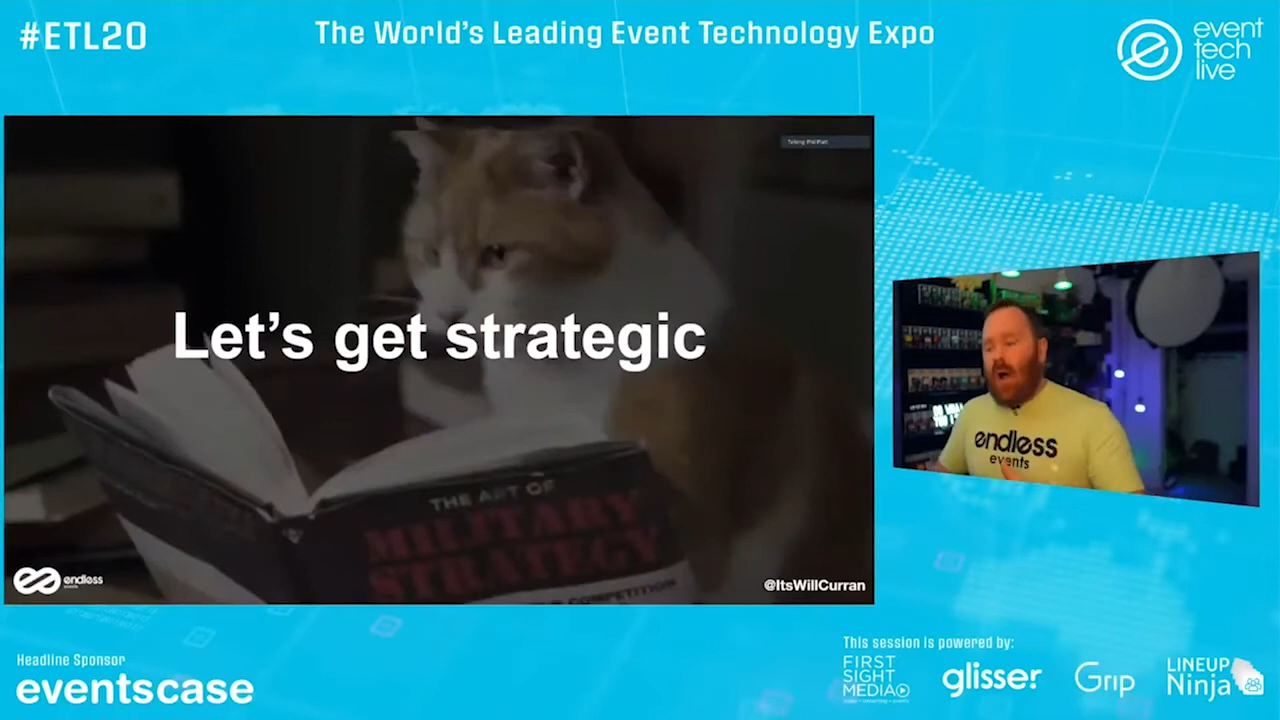 #ETL20
The World's Leading Event Technology Expo
event
tech
live
Let's get strategic
THE ART OF
MILITARY
STRATEGY
COMPETITION
endless
@ItsWillCurran
endless
events
Headline Sponsor
eventscase
This session is powered by:
FIRST
SIGHT
MEDIA
glisser
Grip
LINEUP
Ninja